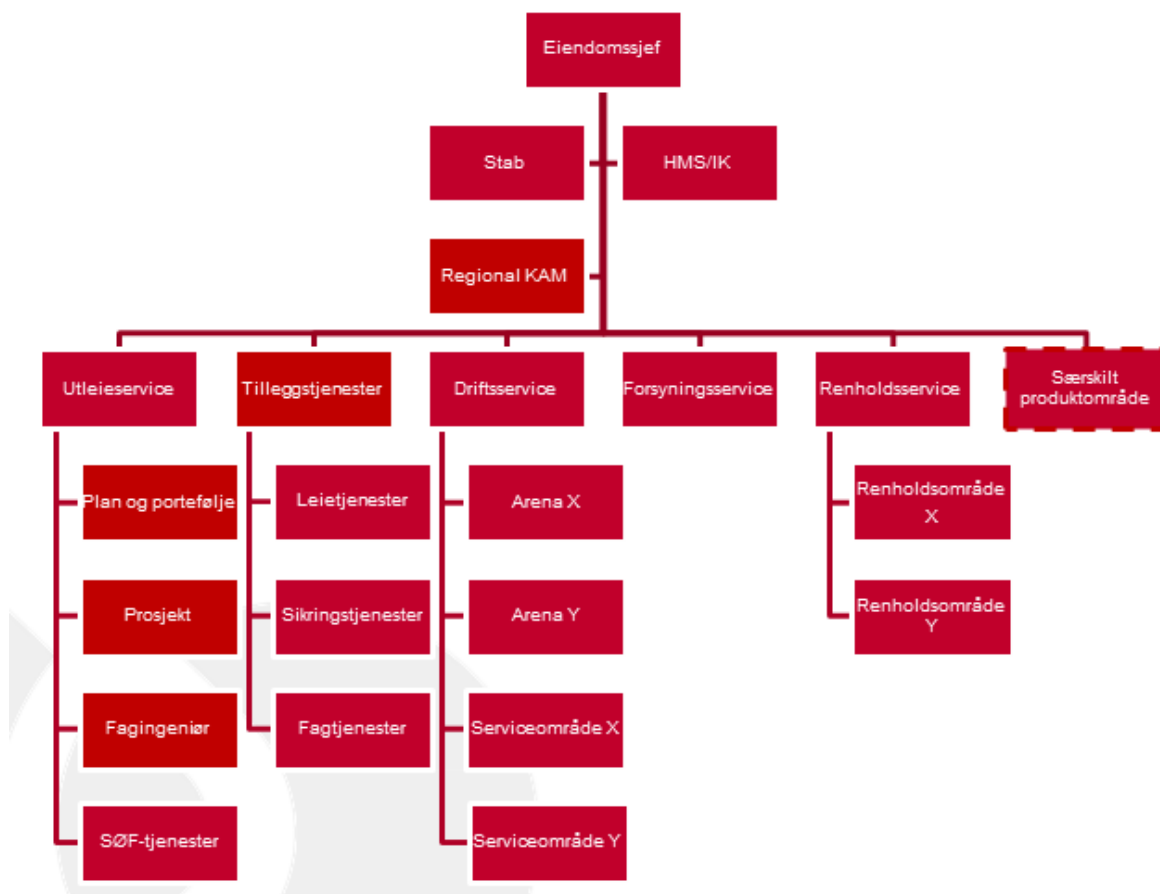 Eiendomssjef
Stab
HMS/IK
Regional KAM
Utleieservice
Tilleggstjenester
Driftsservice
Forsyningsservice
Renholdsservice
Særskilt
produktområde
Plan og portefølje
Leietjenester
Arena X
Renholdsområde
X
Prosjekt
Sikringstjenester
Arena Y
Renholdsområde
Y
Fagingeniør
Fagtjenester
Serviceområde X
SØF-tjenester
Serviceområde Y